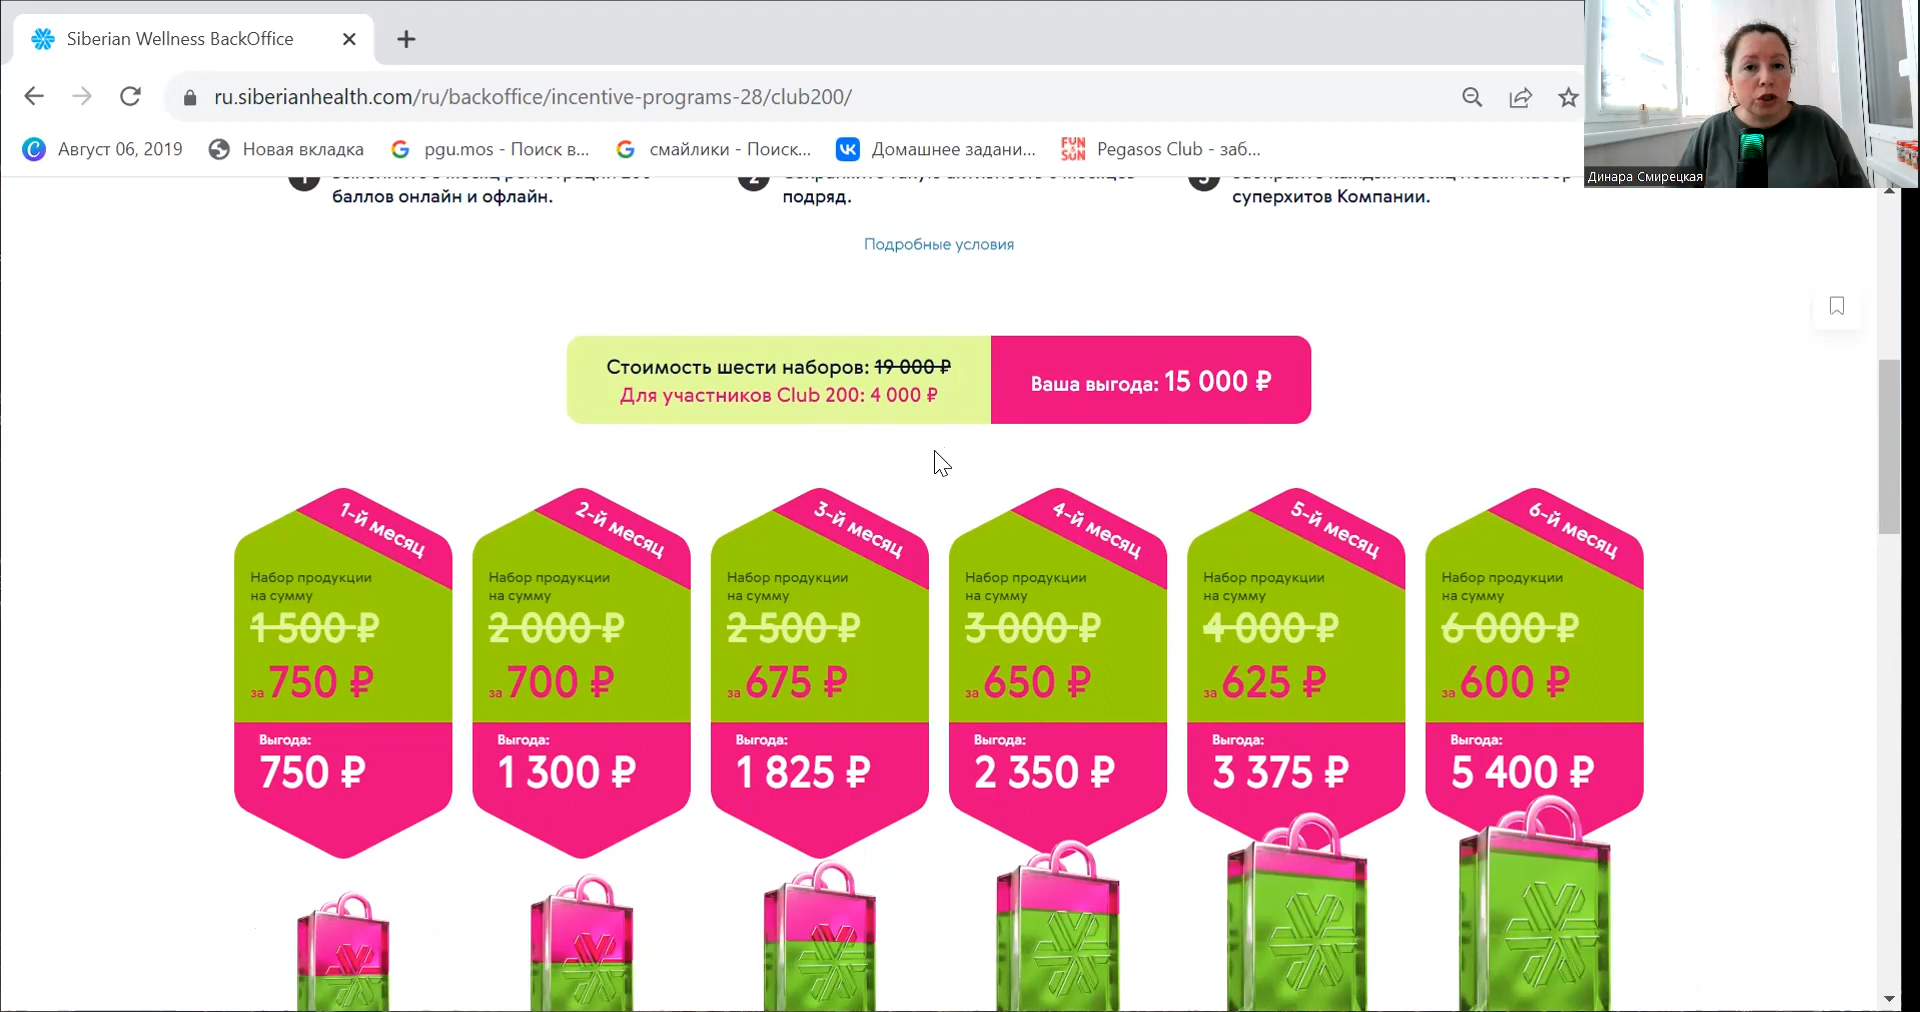 Siberian Wellness BackOffice
ru.siberianhealth.com/ru/backoffice/incentive-programs-28/club200/
Август 06, 2019
Новая вкладка
pgu.mos - Поиск в...
смайлики - Поиск...
Домашнее задани...
FUN&SUN
Pegasos Club - заб...
Динара Смирецкая
баллов онлайн и офлайн.
подряд.
суперхитов Компании.
Подробные условия
Стоимость шести наборов: 19 000 ₽
Для участников Club 200: 4 000 ₽
Ваша выгода: 15 000 ₽
1-й месяц
Набор продукции
на сумму
1 500 ₽
за 750 ₽
Выгода:
750 ₽
2-й месяц
Набор продукции
на сумму
2 000 ₽
за 700 ₽
Выгода:
1 300 ₽
3-й месяц
Набор продукции
на сумму
2 500 ₽
за 675 ₽
Выгода:
1 825 ₽
4-й месяц
Набор продукции
на сумму
3 000 ₽
за 650 ₽
Выгода:
2 350 ₽
5-й месяц
Набор продукции
на сумму
4 000 ₽
за 625 ₽
Выгода:
3 375 ₽
6-й месяц
Набор продукции
на сумму
6 000 ₽
за 600 ₽
Выгода:
5 400 ₽